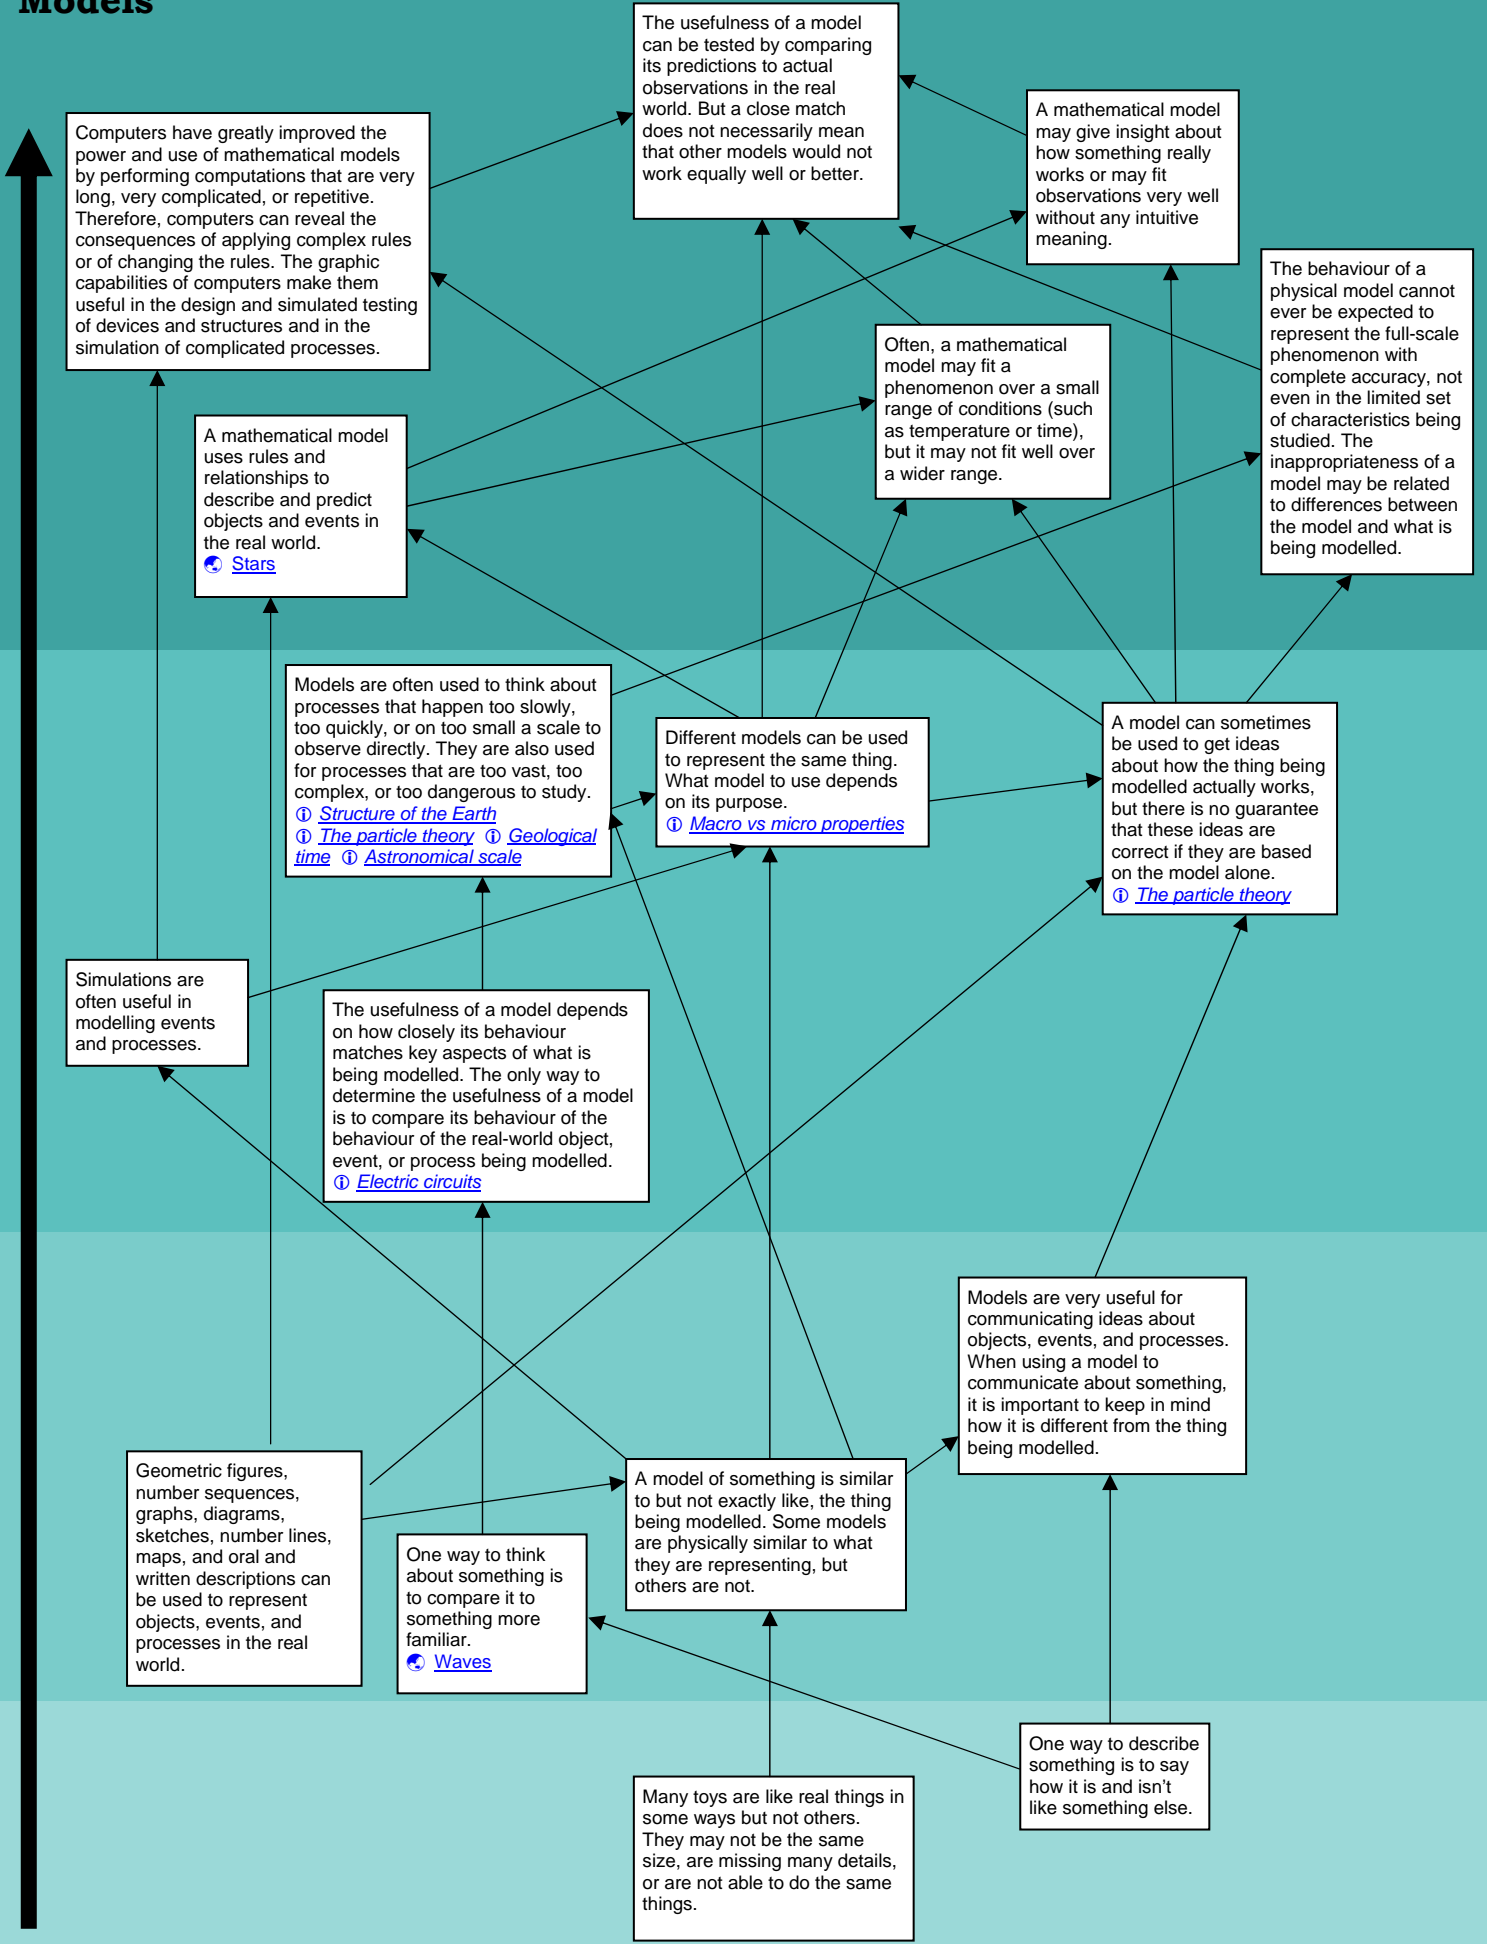 Models
The usefulness of a model
can be tested by comparing
its predictions to actual
observations in the real
world. But a close match
does not necessarily mean
that other models would not
work equally well or better.
A mathematical model
may give insight about
how something really
works or may fit
observations very well
without any intuitive
meaning.
Computers have greatly improved the
power and use of mathematical models
by performing computations that are very
long, very complicated, or repetitive.
Therefore, computers can reveal the
consequences of applying complex rules
or of changing the rules. The graphic
capabilities of computers make them
useful in the design and simulated testing
of devices and structures and in the
simulation of complicated processes.
The behaviour of a
physical model cannot
ever be expected to
represent the full-scale
phenomenon with
complete accuracy, not
even in the limited set
of characteristics being
studied. The
inappropriateness of a
model may be related
to differences between
the model and what is
being modelled.
Often, a mathematical
model may fit a
phenomenon over a small
range of conditions (such
as temperature or time),
but it may not fit well over
a wider range.
A mathematical model
uses rules and
relationships to
describe and predict
objects and events in
the real world.
Stars
Models are often used to think about
processes that happen too slowly,
too quickly, or on too small a scale to
observe directly. They are also used
for processes that are too vast, too
complex, or too dangerous to study.
Structure of the Earth
The particle theory Geological
time Astronomical scale
Different models can be used
to represent the same thing.
What model to use depends
on its purpose.
Macro vs micro properties
A model can sometimes
be used to get ideas
about how the thing being
modelled actually works,
but there is no guarantee
that these ideas are
correct if they are based
on the model alone.
The particle theory
Simulations are
often useful in
modelling events
and processes.
The usefulness of a model depends
on how closely its behaviour
matches key aspects of what is
being modelled. The only way to
determine the usefulness of a model
is to compare its behaviour of the
behaviour of the real-world object,
event, or process being modelled.
Electric circuits
Models are very useful for
communicating ideas about
objects, events, and processes.
When using a model to
communicate about something,
it is important to keep in mind
how it is different from the thing
being modelled.
Geometric figures,
number sequences,
graphs, diagrams,
sketches, number lines,
maps, and oral and
written descriptions can
be used to represent
objects, events, and
processes in the real
world.
One way to think
about something is
to compare it to
something more
familiar.
Waves
A model of something is similar
to but not exactly like, the thing
being modelled. Some models
are physically similar to what
they are representing, but
others are not.
One way to describe
something is to say
how it is and isn't
like something else.
Many toys are like real things in
some ways but not others.
They may not be the same
size, are missing many details,
or are not able to do the same
things.